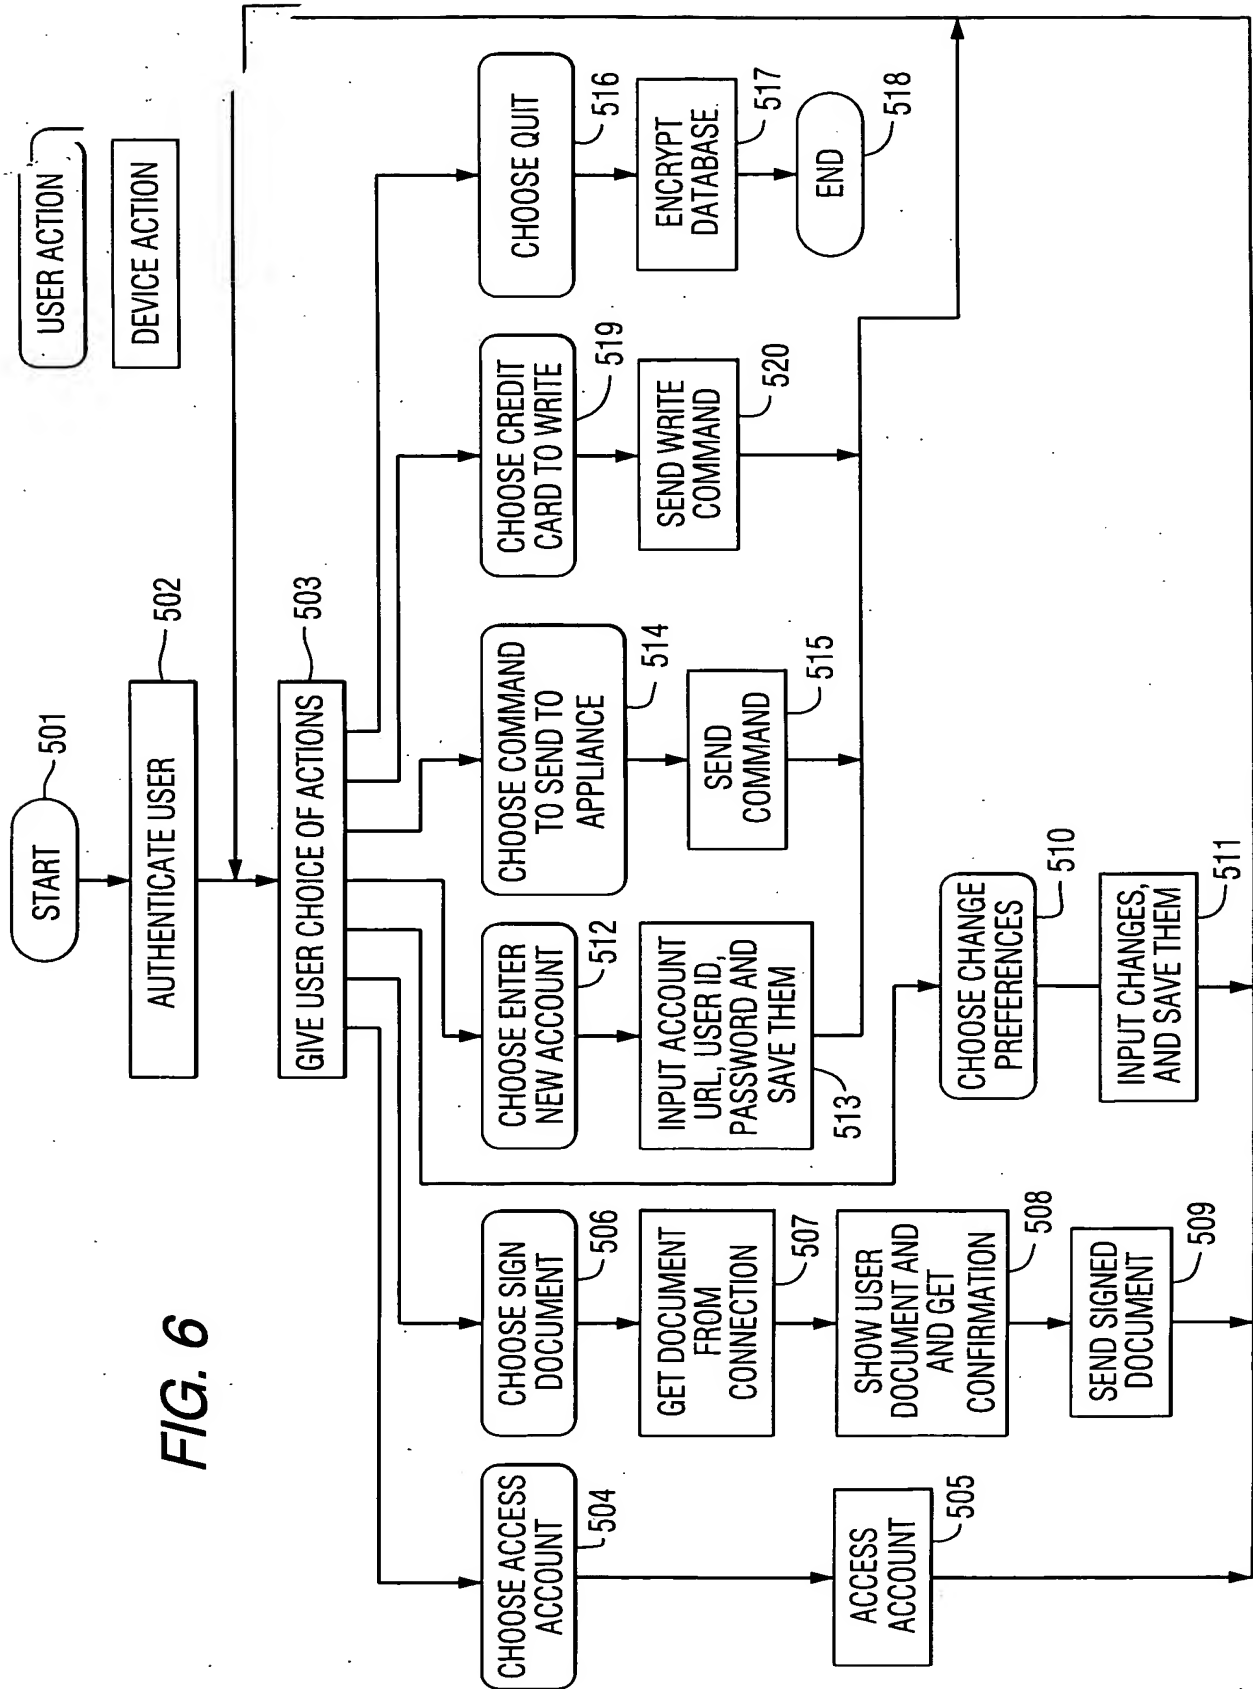 FIG. 6
USER ACTION
DEVICE ACTION
START
501
AUTHENTICATE USER
502
GIVE USER CHOICE OF ACTIONS
503
CHOOSE ACCESS
ACCOUNT
504
ACCESS
ACCOUNT
505
CHOOSE SIGN
DOCUMENT
506
GET DOCUMENT
FROM
CONNECTION
507
SHOW USER
DOCUMENT AND
AND GET
CONFIRMATION
508
SEND SIGNED
DOCUMENT
509
CHOOSE CHANGE
PREFERENCES
510
INPUT CHANGES,
AND SAVE THEM
511
CHOOSE ENTER
NEW ACCOUNT
512
INPUT ACCOUNT
URL, USER ID,
PASSWORD AND
SAVE THEM
513
CHOOSE COMMAND
TO SEND TO
APPLIANCE
514
SEND
COMMAND
515
CHOOSE CREDIT
CARD TO WRITE
519
SEND WRITE
COMMAND
520
CHOOSE QUIT
516
ENCRYPT
DATABASE.
517
END
518